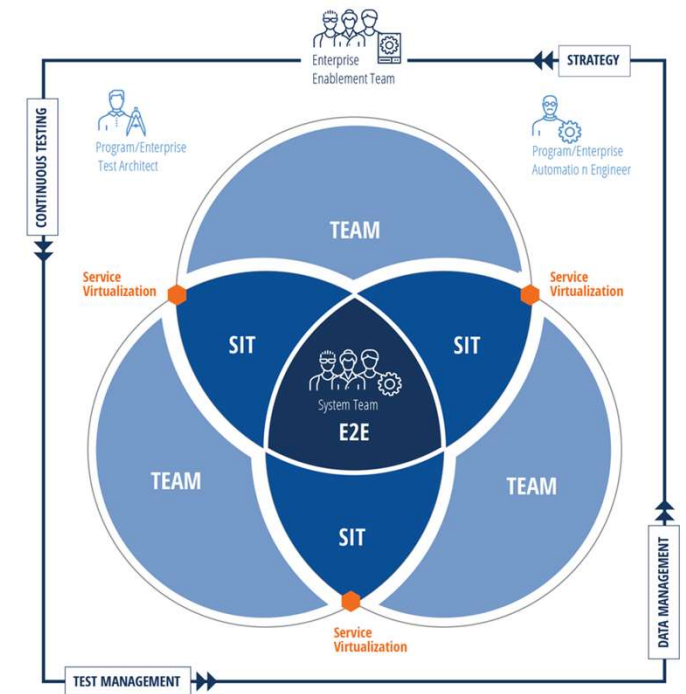 Enterprise
Enablement Team
STRATEGY
CONTINUOUS TESTING
Program/Enterprise
Test Architect
Program/Enterprise
Automatio n Engineer
TEAM
Service
Virtualization
Service
Virtualization
SIT
SIT
System Team
E2E
TEAM
TEAM
SIT
Service
Virtualization
DATA MANAGEMENT
TEST MANAGEMENT